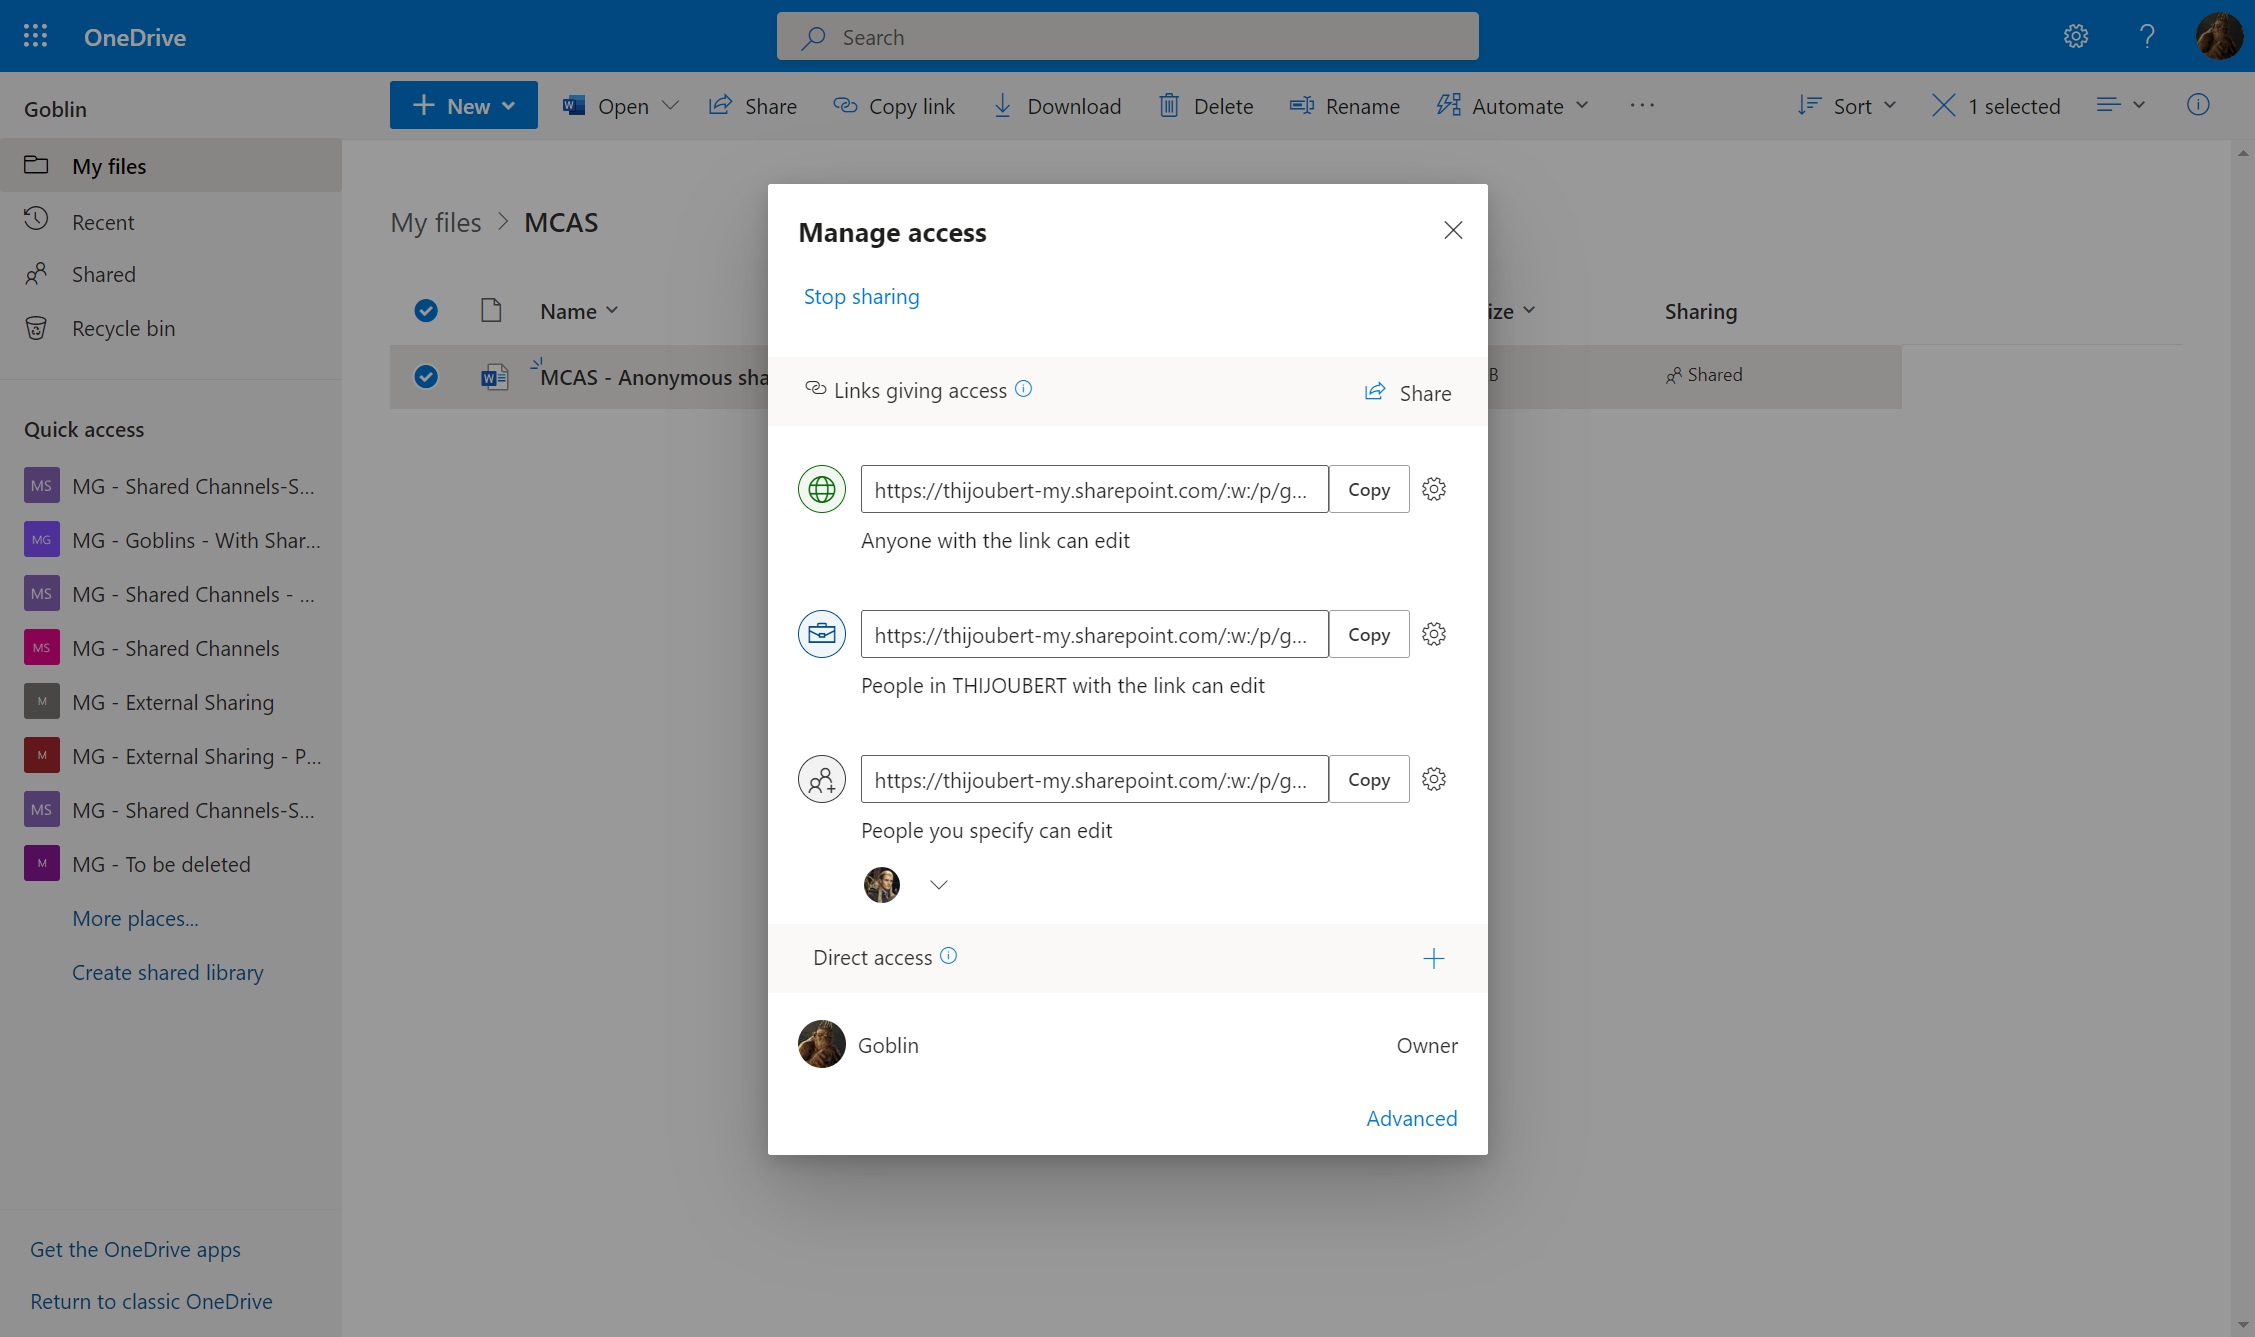 OneDrive
Search
Goblin
New
Open
Share
Copy link
Download
Delete
Rename
Automate
Sort
1 selected
My files
Recent
Shared
Recycle bin
Quick access
MS MG - Shared Channels-S...
MG MG - Goblins - With Shar...
MS MG - Shared Channels - ...
MS MG - Shared Channels
M MG - External Sharing
M MG - External Sharing - P...
MS MG - Shared Channels-S...
M MG - To be deleted
More places...
Create shared library
Get the OneDrive apps
Return to classic OneDrive
My files > MCAS
Name
ize
Sharing
MCAS - Anonymous sha
B
Shared
Manage access
Stop sharing
Links giving access
Share
https://thijoubert-my.sharepoint.com/:w:/p/g...
Copy
Anyone with the link can edit
https://thijoubert-my.sharepoint.com/:w:/p/g...
Copy
People in THIJOUBERT with the link can edit
https://thijoubert-my.sharepoint.com/:w:/p/g...
Copy
People you specify can edit
Direct access
Goblin
Owner
Advanced